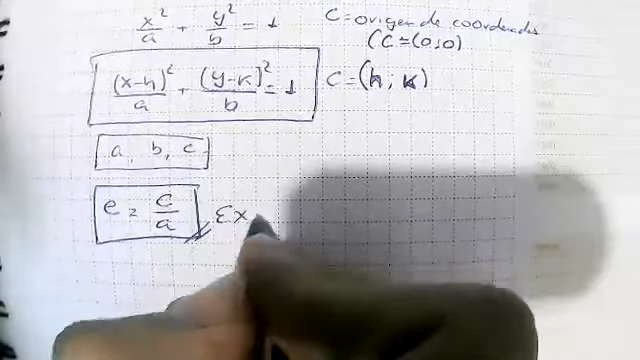 x²/a + y²/b = 1 C = origen de coordenadas
(C = (0;0)
(x-h)²/a + (y-k)²/b = 1 C = (h; k)
a, b, c
e = c/a Ex